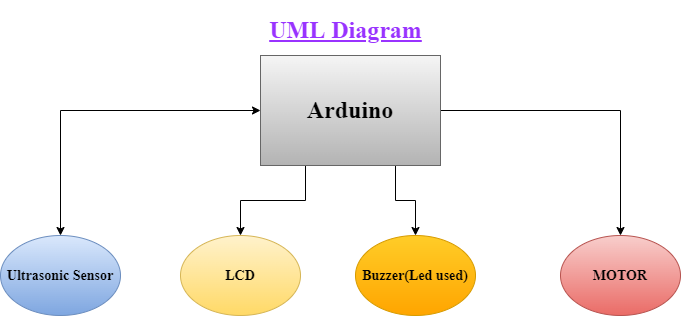 UML Diagram
Arduino
Ultrasonic Sensor
LCD
Buzzer(Led used)
MOTOR